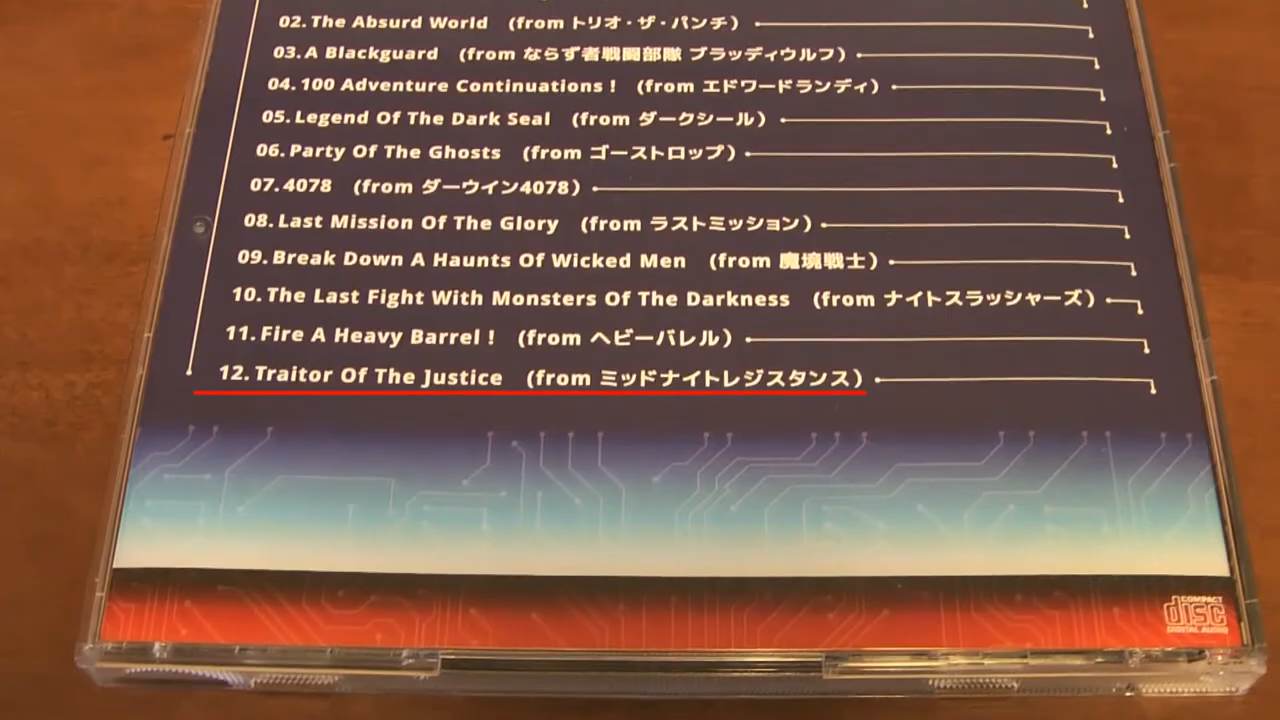 02. The Absurd World (from トリオ・ザ・パンチ)
03. A Blackguard (from ならず者戦闘部隊 ブラッディウルフ)
04. 100 Adventure Continuations ! (from エドワードランディ)
05. Legend Of The Dark Seal (from ダークシール)
06. Party Of The Ghosts (from ゴーストロップ)
07. 4078 (from ダーウイン4078)
08. Last Mission Of The Glory (from ラストミッション)
09. Break Down A Haunts Of Wicked Men (from 魔境戦士)
10. The Last Fight With Monsters Of The Darkness (from ナイトスラッシャーズ)
11. Fire A Heavy Barrel ! (from ヘビーバレル)
12. Traitor Of The Justice (from ミッドナイトレジスタンス)
COMPACT
disc
DIGITAL AUDIO